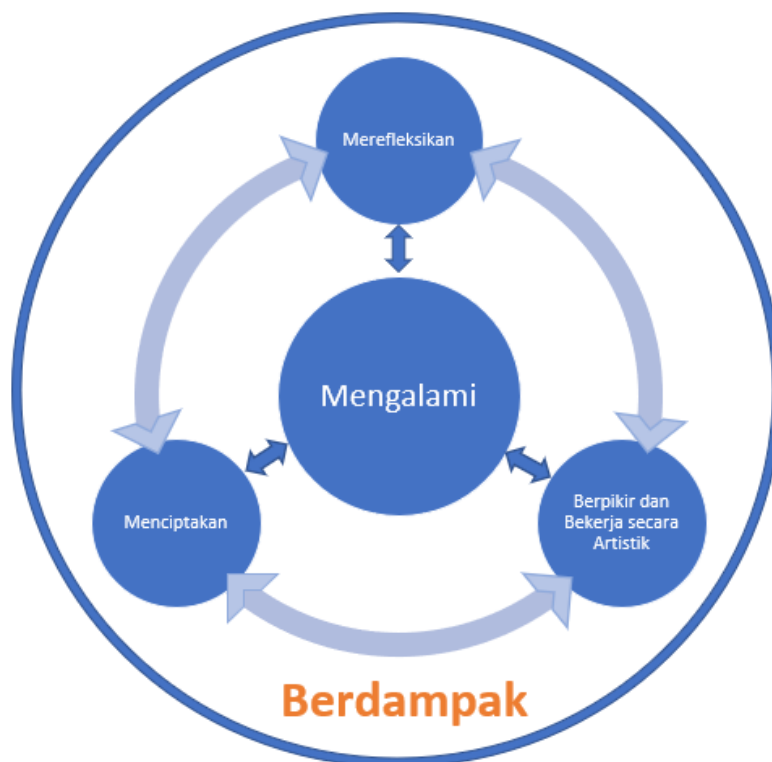 Merefleksikan
Mengalami
Menciptakan
Berpikir dan
Bekerja secara
Artistik
Berdampak